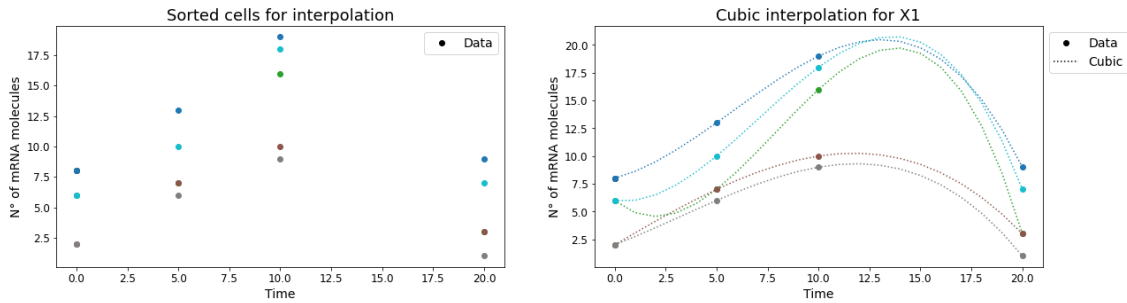 Sorted cells for interpolation
Data
N° of mRNA molecules
17.5
15.0
12.5
10.0
7.5
5.0
2.5
0.0 2.5 5.0 7.5 10.0 12.5 15.0 17.5 20.0
Time
Cubic interpolation for X1
Data
Cubic
N° of mRNA molecules
20.0
17.5
15.0
12.5
10.0
7.5
5.0
2.5
0.0 2.5 5.0 7.5 10.0 12.5 15.0 17.5 20.0
Time